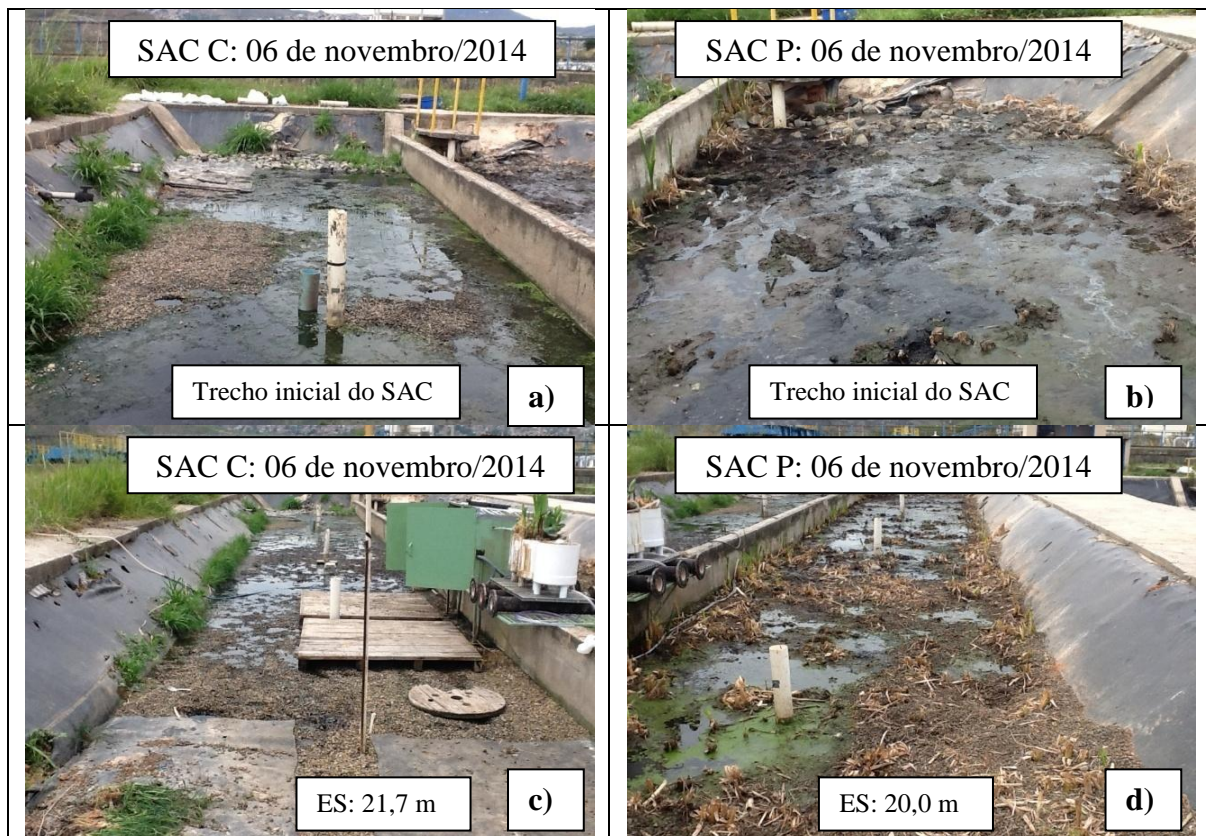 SAC C: 06 de novembro/2014
SAC P: 06 de novembro/2014
Trecho inicial do SAC
a)
Trecho inicial do SAC
b)
SAC C: 06 de novembro/2014
SAC P: 06 de novembro/2014
ES: 21,7 m
c)
ES: 20,0 m
d)